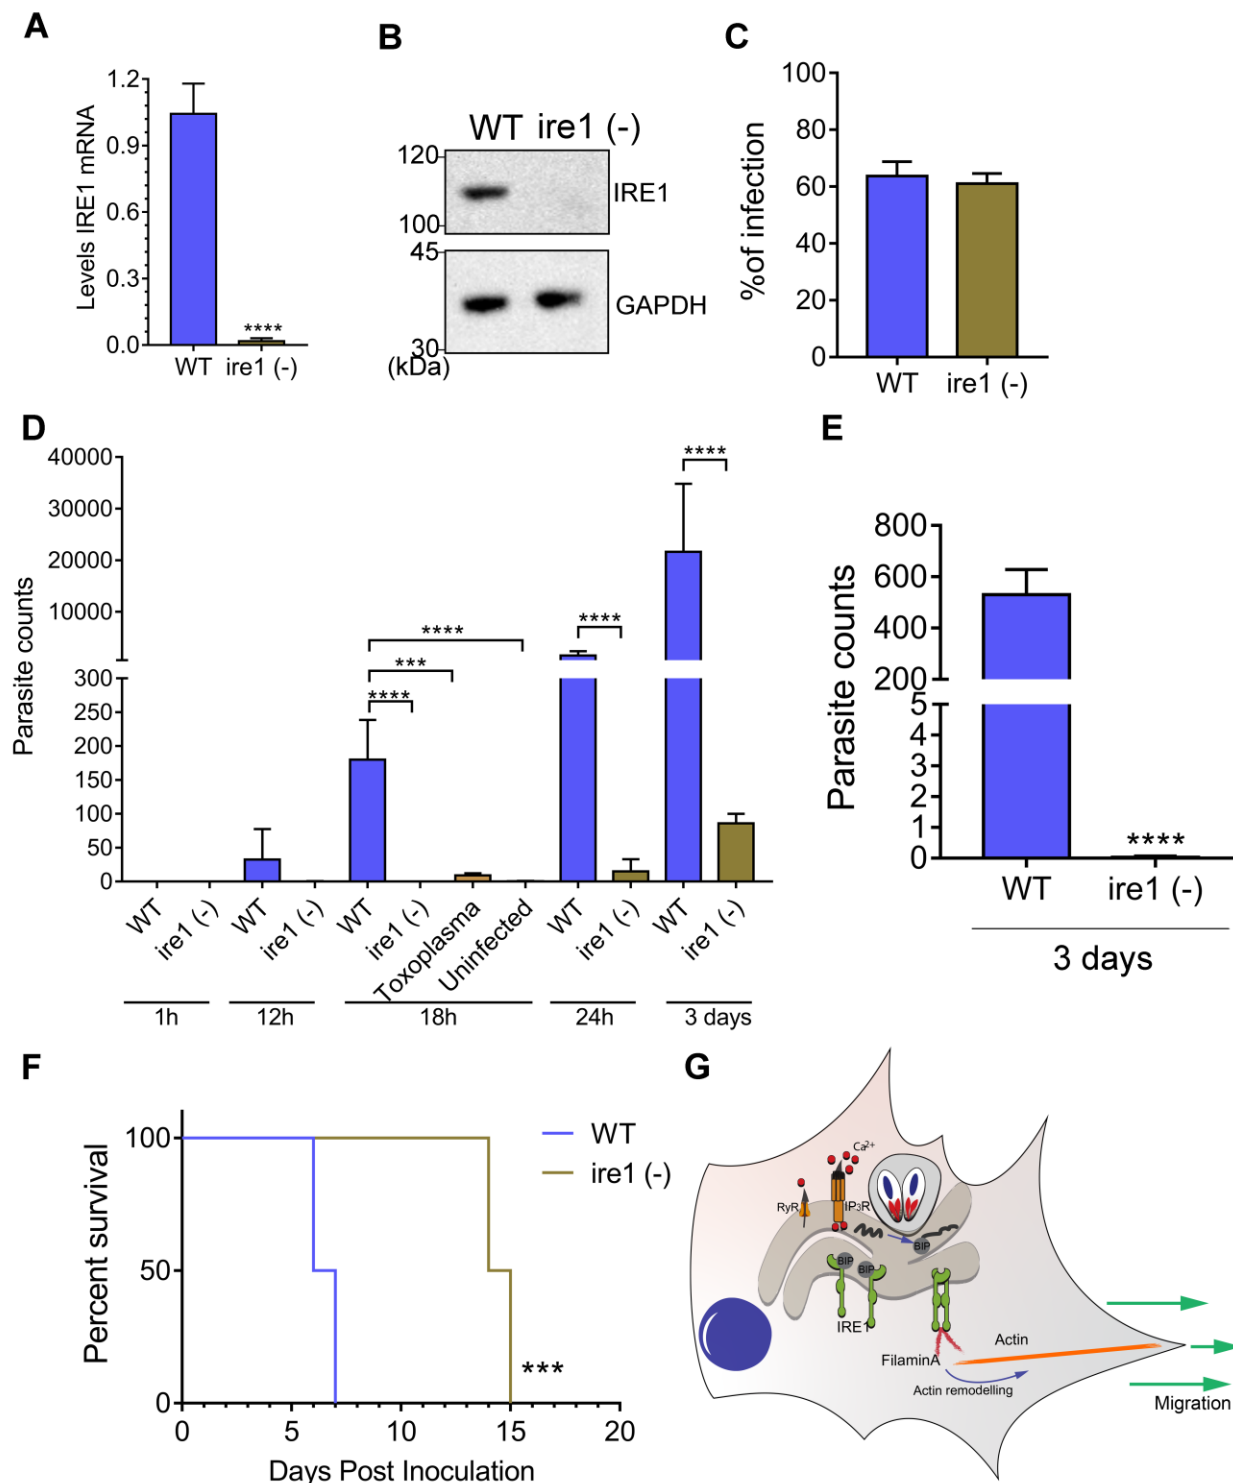 A
Levels IRE1 mRNA
1.2
0.9
0.6
0.3
0.0
****
WT ire1 (-)
B
WT ire1 (-)
120
100
IRE1
45
30
GAPDH
(kDa)
C
%of infection
100
80
60
40
20
0
WT ire1 (-)
D
Parasite counts
40000
30000
20000
10000
300
250
200
150
100
50
0
****
***
****
****
****
WT ire1 (-) WT ire1 (-) WT ire1 (-) Toxoplasma Uninfected WT ire1 (-) WT ire1 (-)
1h 12h 18h 24h 3 days
E
Parasite counts
800
600
400
200
5
4
3
2
1
0
****
WT ire1 (-)
3 days
F
Percent survival
100
50
0
WT
ire1 (-)
***
0 5 10 15 20
Days Post Inoculation
G
Ca2+
RyR
IP3R
BIP
BIP
BIP
IRE1
FilaminA
Actin
Actin remodelling
Migration